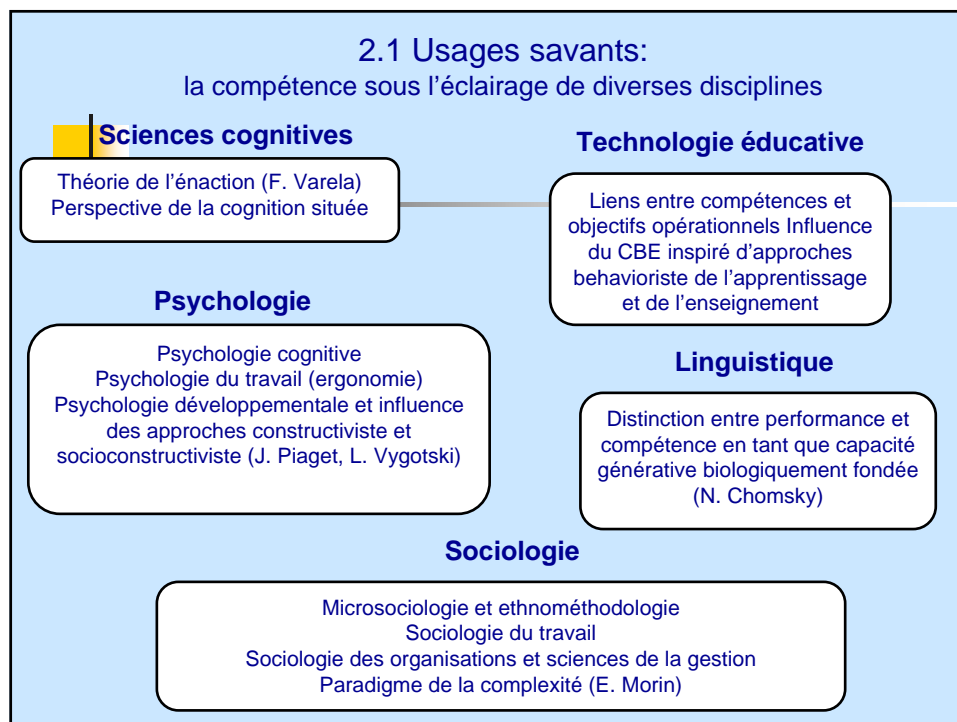 2.1 Usages savants:
la compétence sous l'éclairage de diverses disciplines
Sciences cognitives
Théorie de l'énaction (F. Varela)
Perspective de la cognition située
Technologie éducative
Liens entre compétences et
objectifs opérationnels Influence
du CBE inspiré d'approches
behavioriste de l'apprentissage
et de l'enseignement
Psychologie
Psychologie cognitive
Psychologie du travail (ergonomie)
Psychologie développementale et influence
des approches constructiviste et
socioconstructiviste (J. Piaget, L. Vygotski)
Linguistique
Distinction entre performance et
compétence en tant que capacité
générative biologiquement fondée
(N. Chomsky)
Sociologie
Microsociologie et ethnométhodologie
Sociologie du travail
Sociologie des organisations et sciences de la gestion
Paradigme de la complexité (E. Morin)